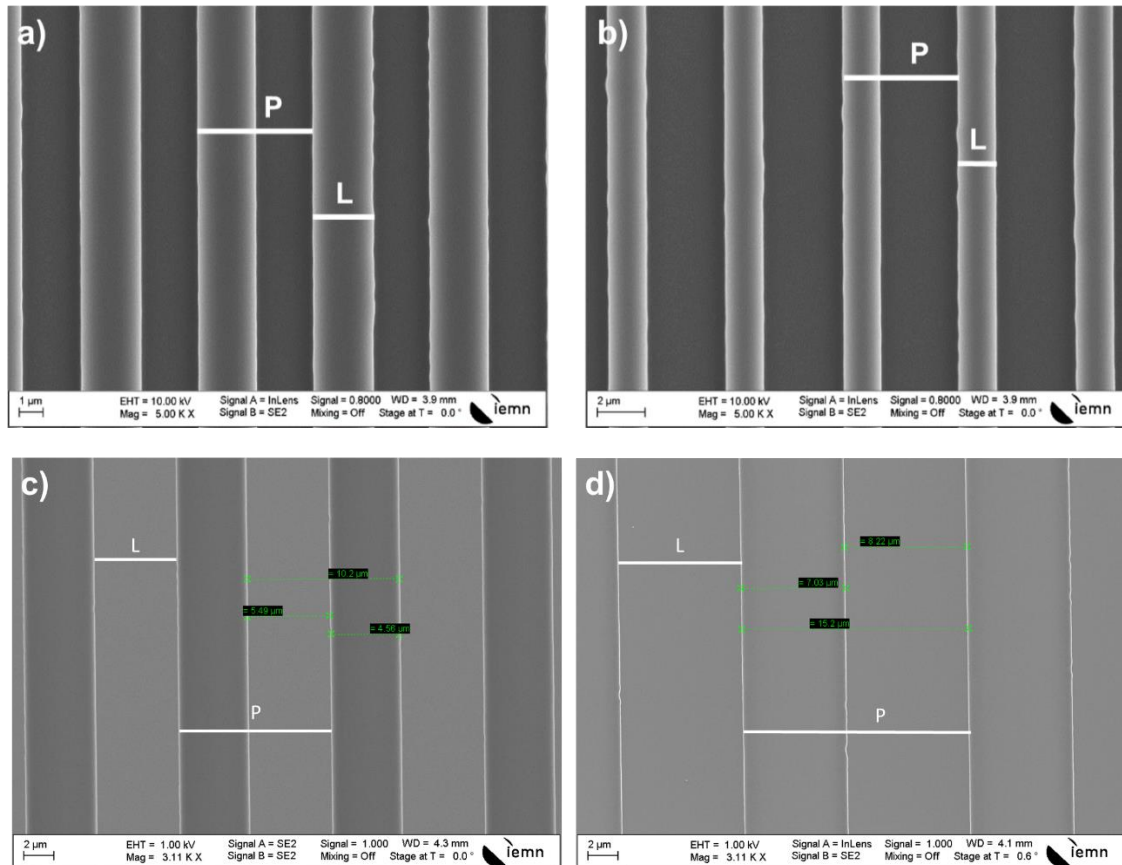 a)
P
L
1 µm
EHT = 10.00 kV Signal A = InLens Signal = 0.8000 WD = 3.9 mm
Mag = 5.00 K X Signal B = SE2 Mixing = Off Stage at T = 0.0 °
iemn
b)
P
L
2 µm
EHT = 10.00 kV Signal A = InLens Signal = 0.8000 WD = 3.9 mm
Mag = 5.00 K X Signal B = SE2 Mixing = Off Stage at T = 0.0 °
iemn
c)
L
= 10.2 µm
= 5.49 µm
= 4.56 µm
P
2 µm
EHT = 1.00 kV Signal A = SE2 Signal = 1.000 WD = 4.3 mm
Mag = 3.11 K X Signal B = SE2 Mixing = Off Stage at T = 0.0 °
iemn
d)
= 8.22 µm
L
= 7.03 µm
= 15.2 µm
P
2 µm
EHT = 1.00 kV Signal A = InLens Signal = 1.000 WD = 4.1 mm
Mag = 3.11 K X Signal B = SE2 Mixing = Off Stage at T = 0.6 °
iemn